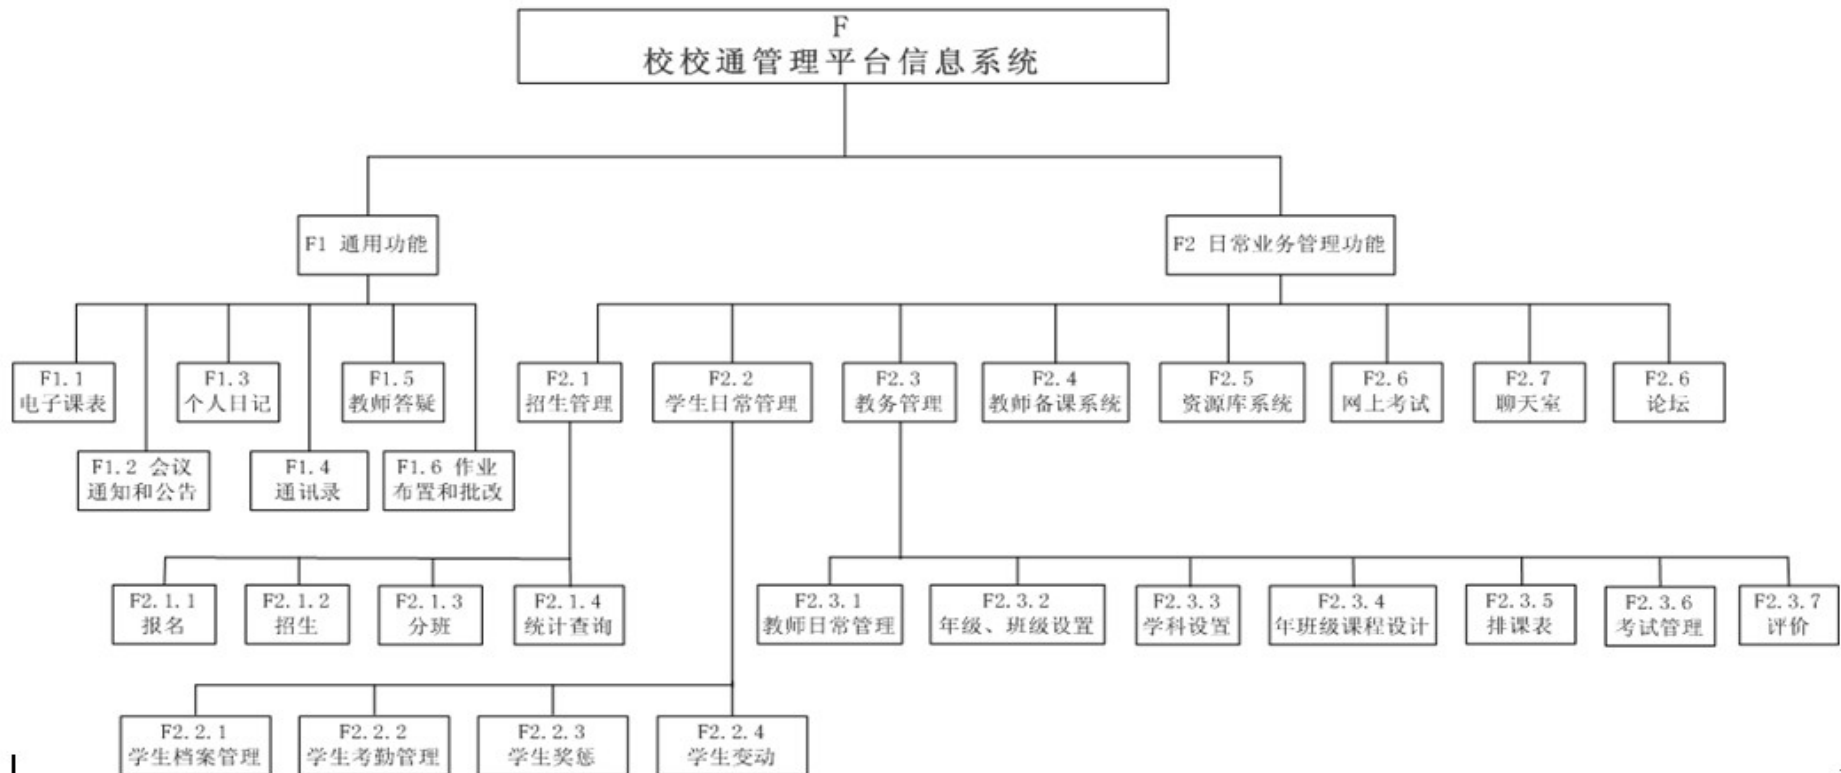 F
校校通管理平台信息系统
F1 通用功能
F2 日常业务管理功能
F1.1
电子课表
F1.3
个人日记
F1.5
教师答疑
F2.1
招生管理
F2.2
学生日常管理
F2.3
教务管理
F2.4
教师备课系统
F2.5
资源库系统
F2.6
网上考试
F2.7
聊天室
F2.6
论坛
F1.2 会议
通知和公告
F1.4
通讯录
F1.6 作业
布置和批改
F2.1.1
报名
F2.1.2
招生
F2.1.3
分班
F2.1.4
统计查询
F2.3.1
教师日常管理
F2.3.2
年级、班级设置
F2.3.3
学科设置
F2.3.4
年班级课程设计
F2.3.5
排课表
F2.3.6
考试管理
F2.3.7
评价
F2.2.1
学生档案管理
F2.2.2
学生考勤管理
F2.2.3
学生奖惩
F2.2.4
学生变动